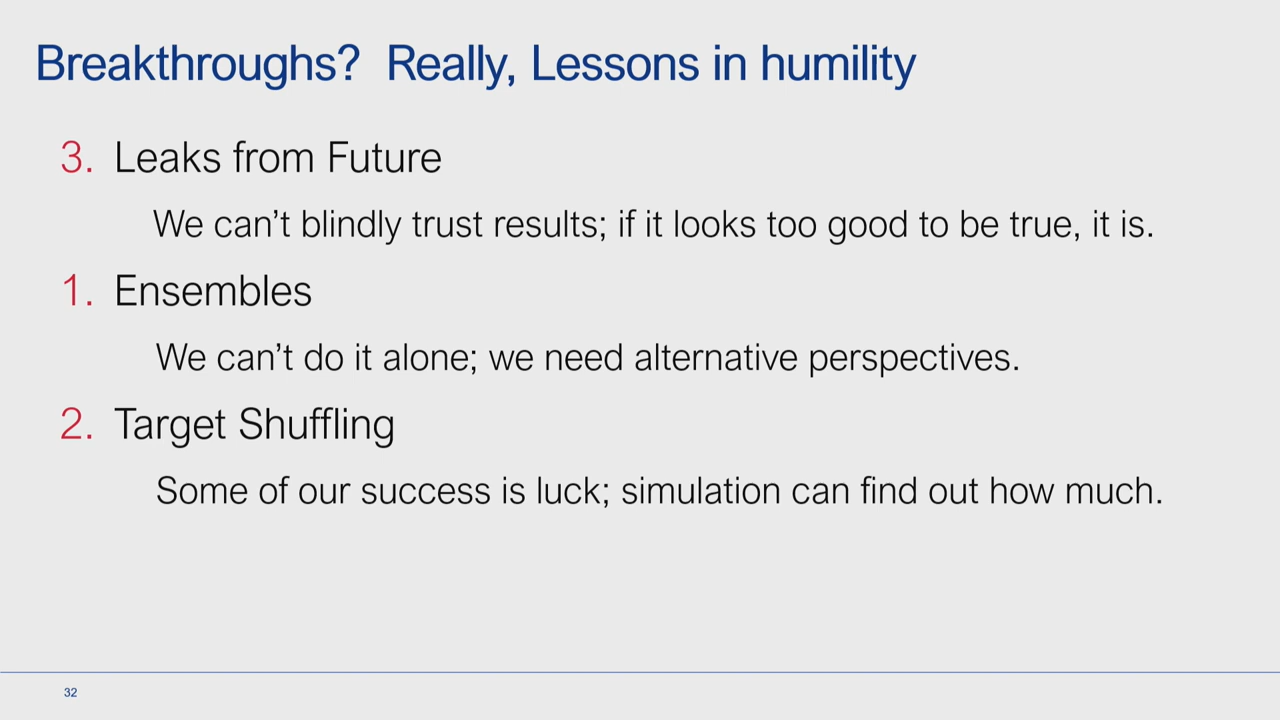 Breakthroughs? Really, Lessons in humility
3. Leaks from Future
We can’t blindly trust results; if it looks too good to be true, it is.
1. Ensembles
We can’t do it alone; we need alternative perspectives.
2. Target Shuffling
Some of our success is luck; simulation can find out how much.
32